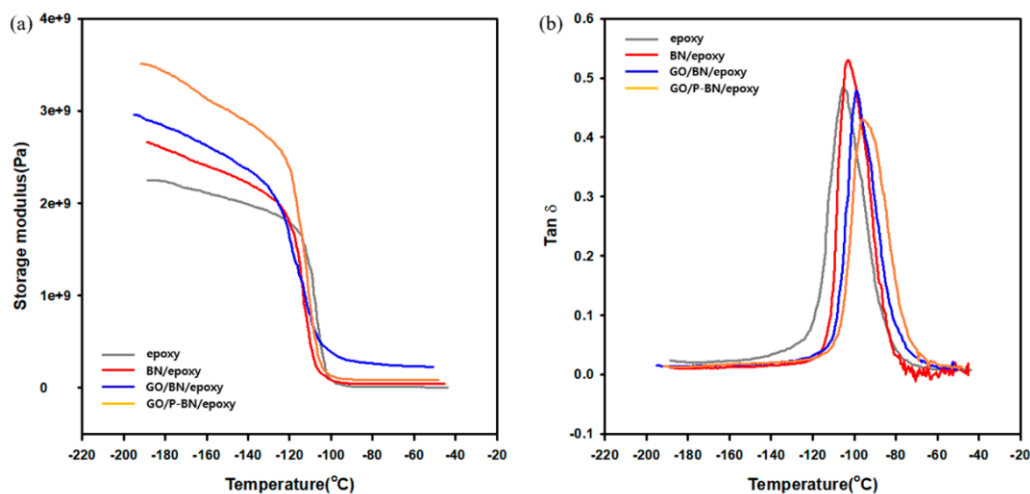 (a)
Storage modulus(Pa)
4e+9
3e+9
2e+9
1e+9
0
epoxy
BN/epoxy
GO/BN/epoxy
GO/P-BN/epoxy
-220 -200 -180 -160 -140 -120 -100 -80 -60 -40 -20
Temperature(°C)
(b)
Tan δ
0.6
0.5
0.4
0.3
0.2
0.1
0.0
-0.1
epoxy
BN/epoxy
GO/BN/epoxy
GO/P-BN/epoxy
-220 -200 -180 -160 -140 -120 -100 -80 -60 -40 -20
Temperature(°C)